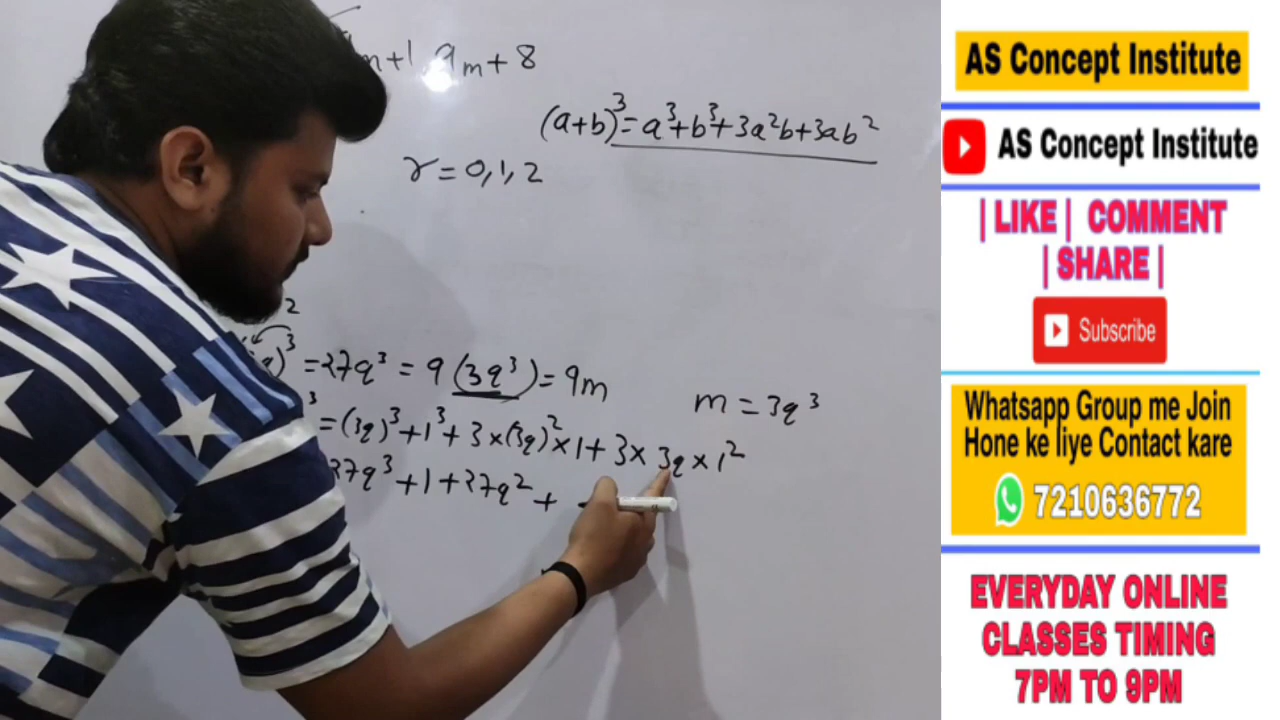 m+1, 9m+8
(a+b)³=a³+b³+3a²b+3ab²
r=0,1,2
2
q)³ =27q³ = 9(3q³)=9m
m=3q³
³ =(3q)³+1³+3×(3q)²×1+3×3q×1²
27q³+1+27q²+
AS Concept Institute
AS Concept Institute
| LIKE | COMMENT
| SHARE |
Subscribe
Whatsapp Group me Join
Hone ke liye Contact kare
7210636772
EVERYDAY ONLINE
CLASSES TIMING
7PM TO 9PM